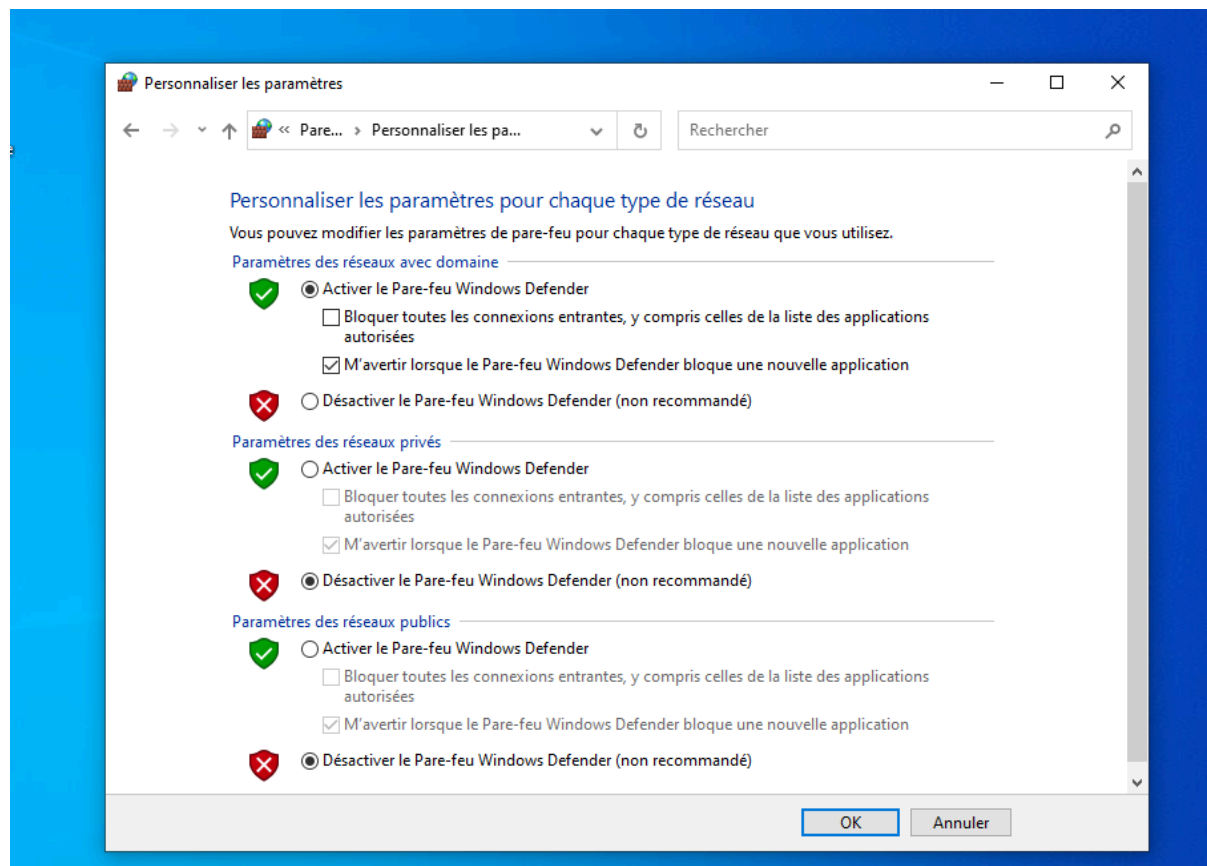 Personnaliser les paramètres
« Pare... > Personnaliser les pa...
Rechercher
Personnaliser les paramètres pour chaque type de réseau
Vous pouvez modifier les paramètres de pare-feu pour chaque type de réseau que vous utilisez.
Paramètres des réseaux avec domaine
Activer le Pare-feu Windows Defender
Bloquer toutes les connexions entrantes, y compris celles de la liste des applications
autorisées
M'avertir lorsque le Pare-feu Windows Defender bloque une nouvelle application
Désactiver le Pare-feu Windows Defender (non recommandé)
Paramètres des réseaux privés
Activer le Pare-feu Windows Defender
Bloquer toutes les connexions entrantes, y compris celles de la liste des applications
autorisées
M'avertir lorsque le Pare-feu Windows Defender bloque une nouvelle application
Désactiver le Pare-feu Windows Defender (non recommandé)
Paramètres des réseaux publics
Activer le Pare-feu Windows Defender
Bloquer toutes les connexions entrantes, y compris celles de la liste des applications
autorisées
M'avertir lorsque le Pare-feu Windows Defender bloque une nouvelle application
Désactiver le Pare-feu Windows Defender (non recommandé)
OK Annuler